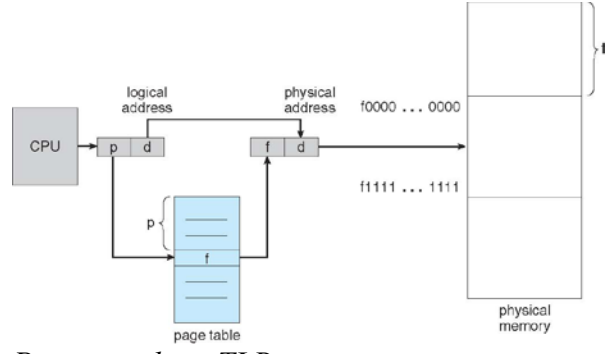 logical
address
physical
address
f0000 ... 0000
f
CPU
p
d
f
d
f1111 ... 1111
p
f
page table
physical
memory